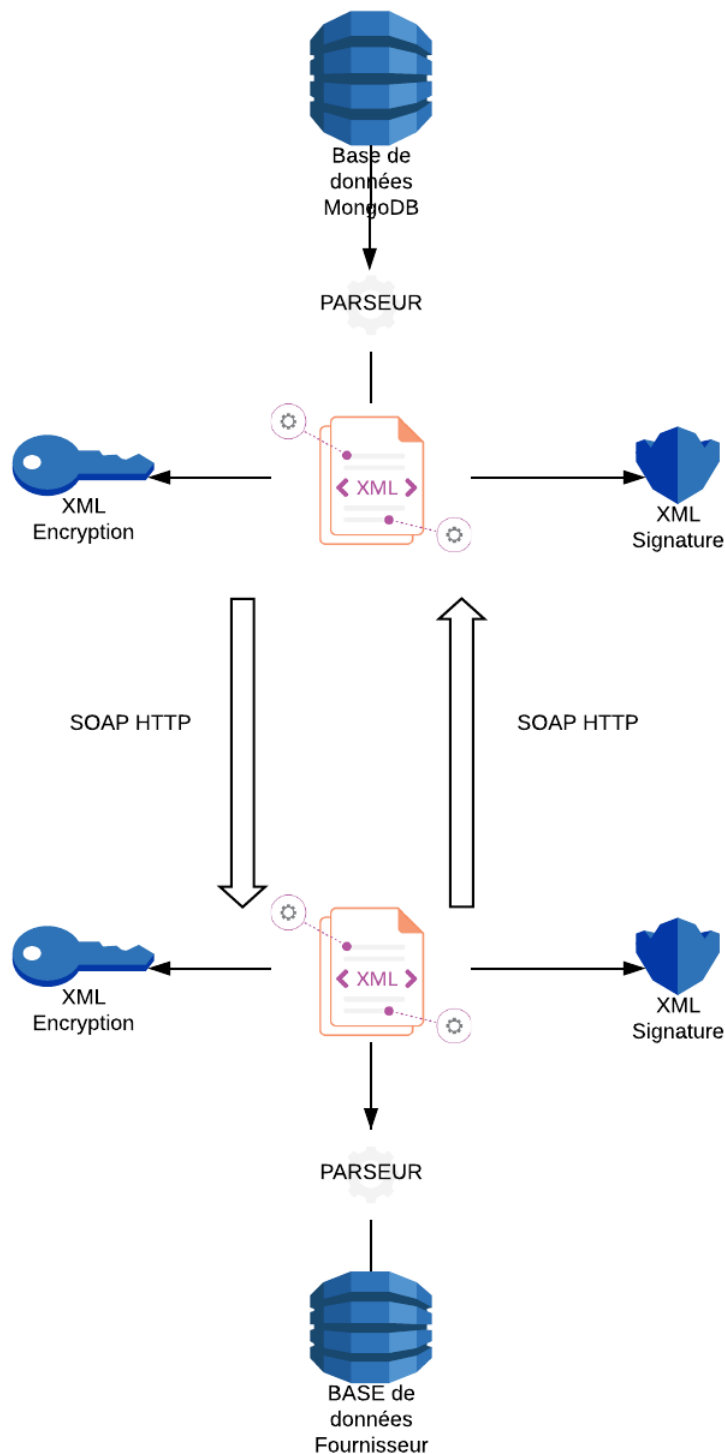 Base de
données
MongoDB
PARSEUR
XML
XML
Encryption
XML
Signature
SOAP HTTP
SOAP HTTP
XML
XML
Encryption
XML
Signature
PARSEUR
BASE de
données
Fournisseur